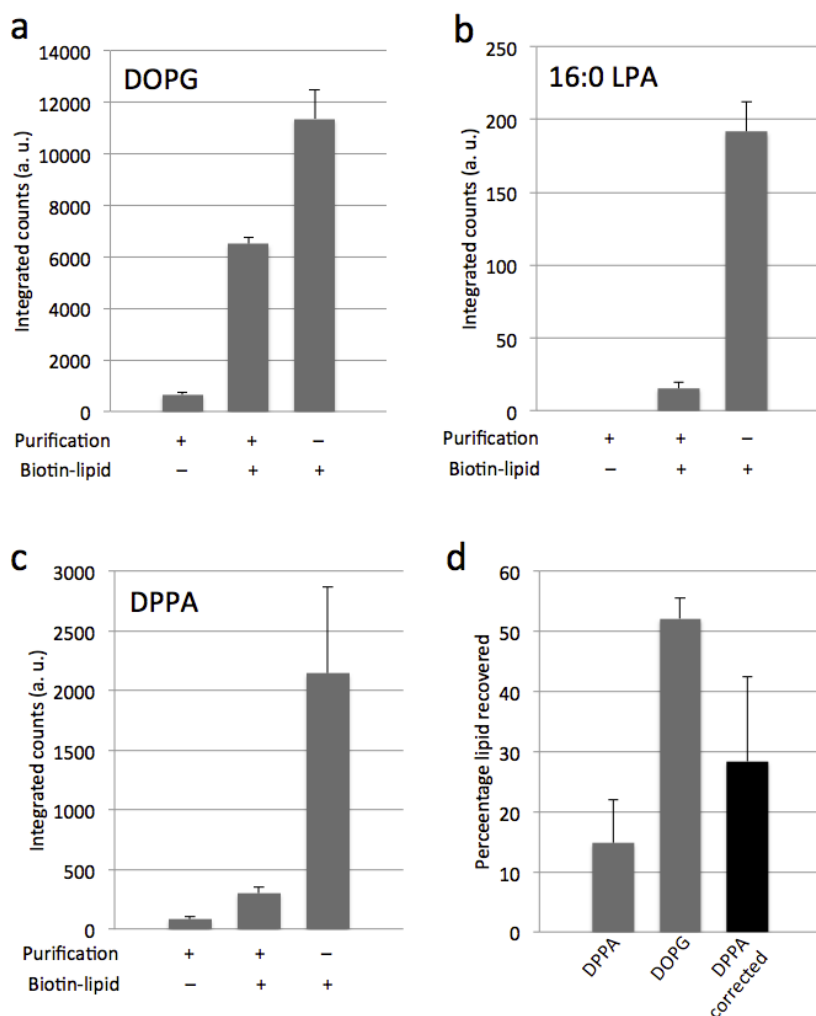 a
DOPG
Integrated counts (a. u.)
14000
12000
10000
8000
6000
4000
2000
0
Purification + + –
Biotin-lipid – + +
b
16:0 LPA
Integrated counts (a. u.)
250
200
150
100
50
0
Purification + + –
Biotin-lipid – + +
c
DPPA
Integrated counts (a. u.)
3000
2500
2000
1500
1000
500
0
Purification + + –
Biotin-lipid – + +
d
Perceentage lipid recovered
60
50
40
30
20
10
0
DPPA
DOPG
DPPA
corrected